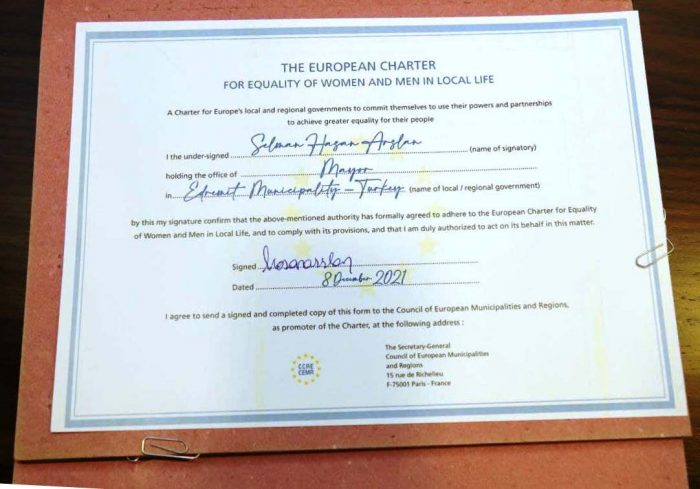 THE EUROPEAN CHARTER
FOR EQUALITY OF WOMEN AND MEN IN LOCAL LIFE
A Charter for Europe's local and regional governments to commit themselves to use their powers and partnerships
to achieve greater equality for their people
I the under-signed Selman Hasan Arslan (name of signatory)
holding the office of Mayor
in Edremit Municipality - Turkey (name of local / regional government)
by this my signature confirm that the above-mentioned authority has formally agreed to adhere to the European Charter for Equality
of Women and Men in Local Life, and to comply with its provisions, and that I am duly authorized to act on its behalf in this matter.
Signed
Dated 8 December 2021
I agree to send a signed and completed copy of this form to the Council of European Municipalities and Regions,
as promoter of the Charter, at the following address :
The Secretary-General
Council of European Municipalities
and Regions
15 rue de Richelieu
F-75001 Paris - France
CCRE
CEMR